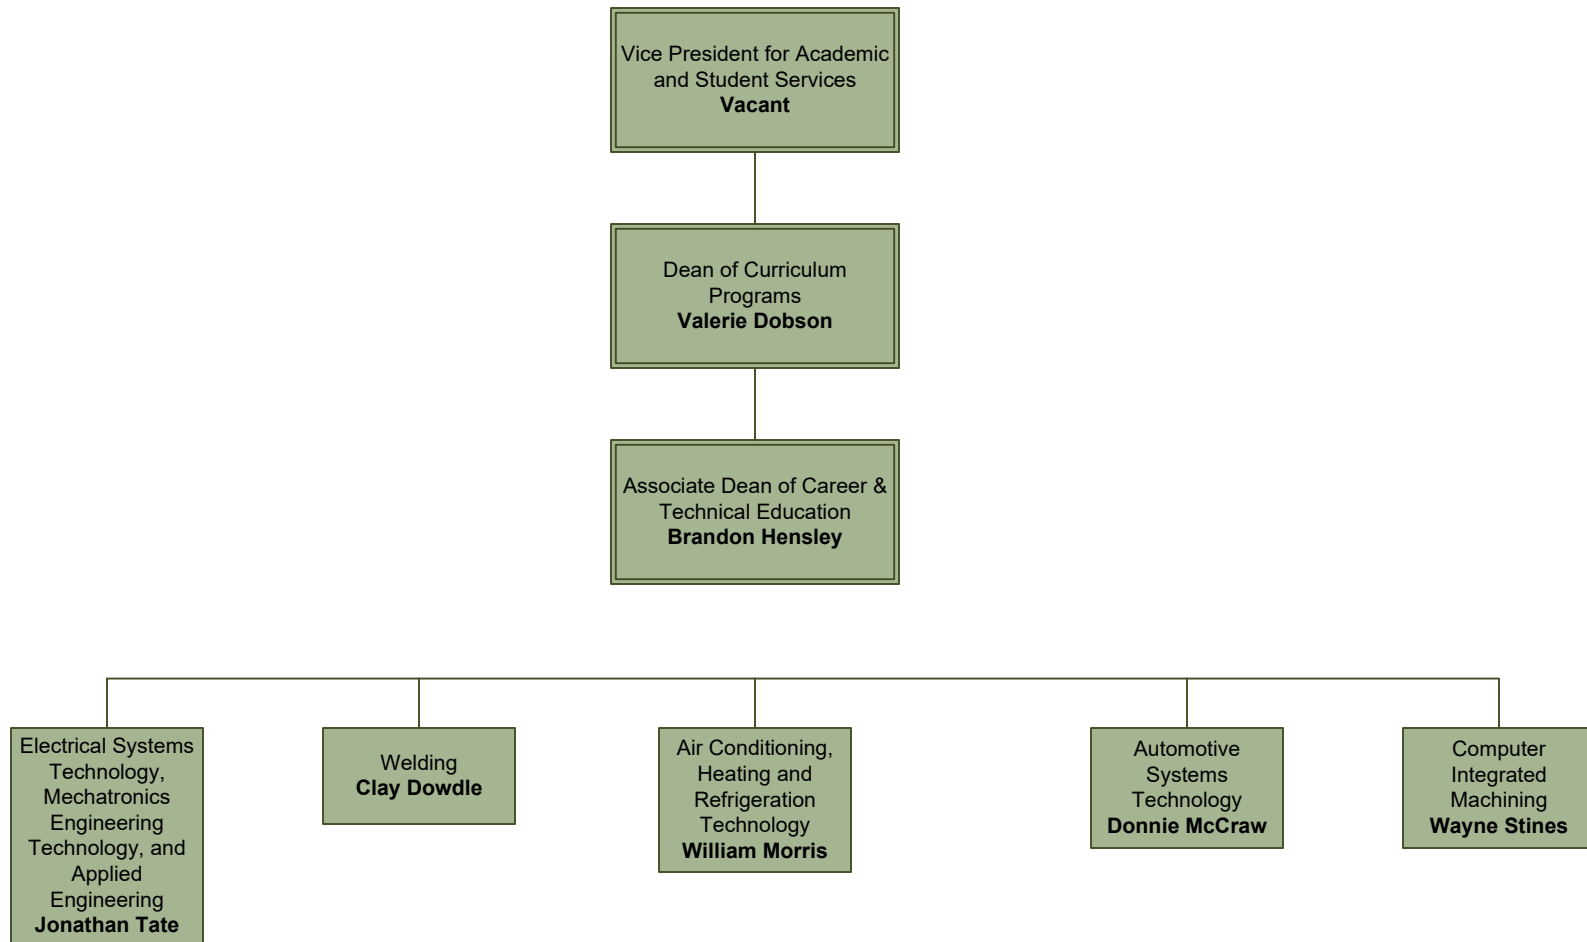 Vice President for Academic
and Student Services
Vacant
Dean of Curriculum
Programs
Valerie Dobson
Associate Dean of Career &
Technical Education
Brandon Hensley
Electrical Systems
Technology,
Mechatronics
Engineering
Technology, and
Applied
Engineering
Jonathan Tate
Welding
Clay Dowdle
Air Conditioning,
Heating and
Refrigeration
Technology
William Morris
Automotive
Systems
Technology
Donnie McCraw
Computer
Integrated
Machining
Wayne Stines